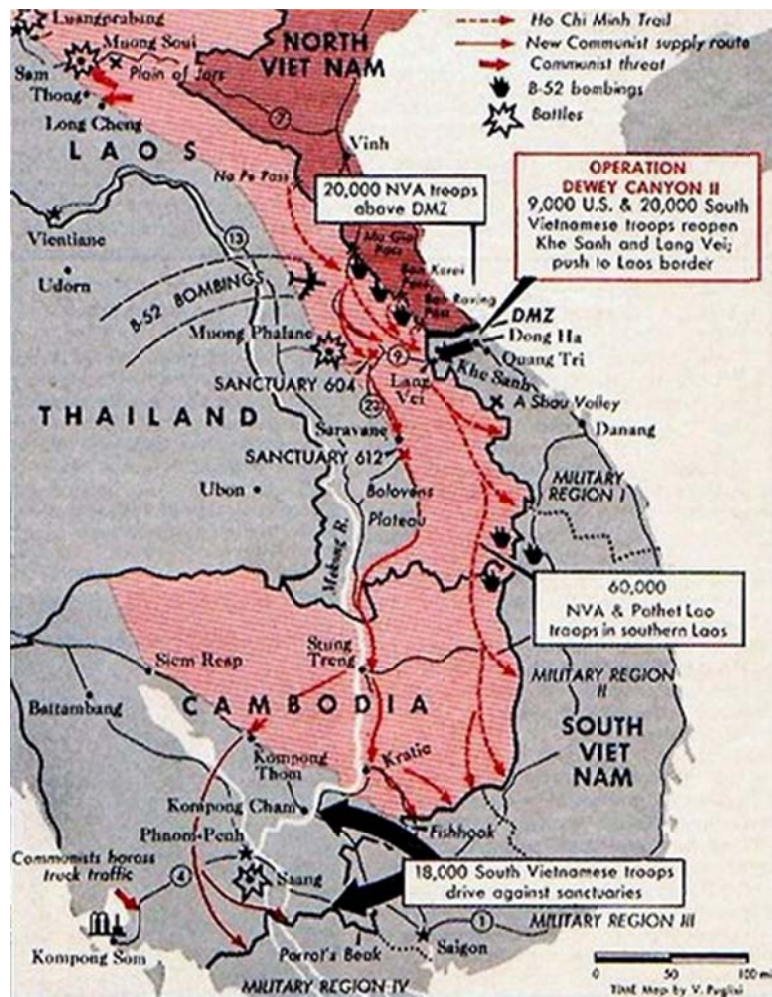 Luangprabang
Muong Soui
Sam
Thong
Plain of Jars
Long Cheng
LAOS
NORTH
VIET NAM
7
Vinh
Ho Chi Minh Trail
New Communist supply route
Communist threat
B-52 bombings
Battles
Na Pe Pass
20,000 NVA troops
above DMZ
OPERATION
DEWEY CANYON II
9,000 U.S. & 20,000 South
Vietnamese troops reopen
Khe Sanh and Lang Vei;
push to Laos border
Vientiane
13
Udorn
B-52 BOMBINGS
Mu Gia
Pass
Ban Karai
Pass
Ban Raving
Pass
DMZ
Dong Ha
Quang Tri
Khe Sanh
Muong Phalane
9
Lang
Vei
SANCTUARY 604
23
A Shau Valley
THAILAND
Saravane
Danang
SANCTUARY 612
Ubon
Bolovens
Plateau
MILITARY
REGION I
Mekong R.
60,000
NVA & Pathet Lao
troops in southern Laos
Siem Reap
Stung
Treng
MILITARY REGION
II
Battambang
CAMBODIA
SOUTH
VIET
NAM
Kompong
Thom
Kratie
Kompong Cham
Phnom-Penh
Fishhook
Communists harass
truck traffic
4
Saang
18,000 South Vietnamese troops
drive against sanctuaries
Kompong Som
Parrot's Beak
Saigon
1
MILITARY REGION III
MILITARY REGION IV
0 50 100 mi
TIME Map by V. Puglisi